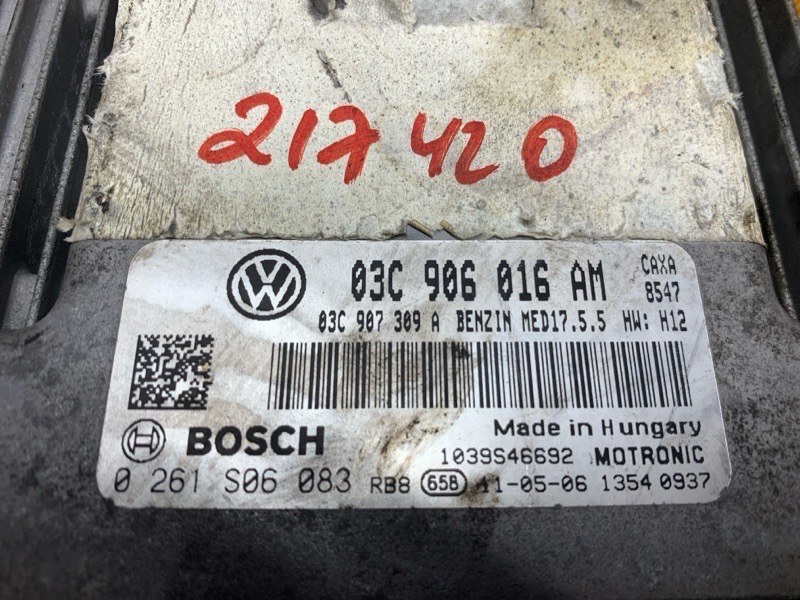 217420
03C 906 016 AM CAXA
8547
03C 907 309 A BENZIN MED17.5.5 HW: H12
Made in Hungary
BOSCH
1039S46692 MOTRONIC
0 261 S06 083 RB8 658 11-05-06 1354 0937